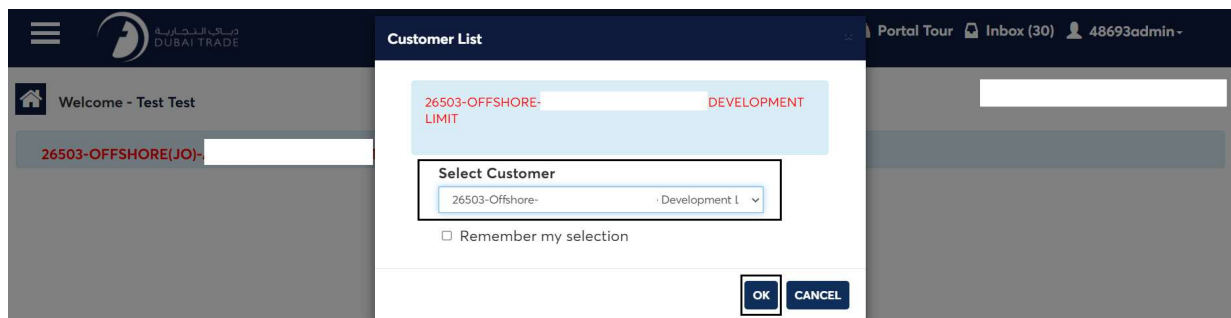 دبي التجارية
DUBAI TRADE
Customer List
×
Portal Tour Inbox (30) 48693admin
Welcome - Test Test
26503-OFFSHORE- DEVELOPMENT
LIMIT
26503-OFFSHORE(JO)-
Select Customer
26503-Offshore- Development L
Remember my selection
OK CANCEL